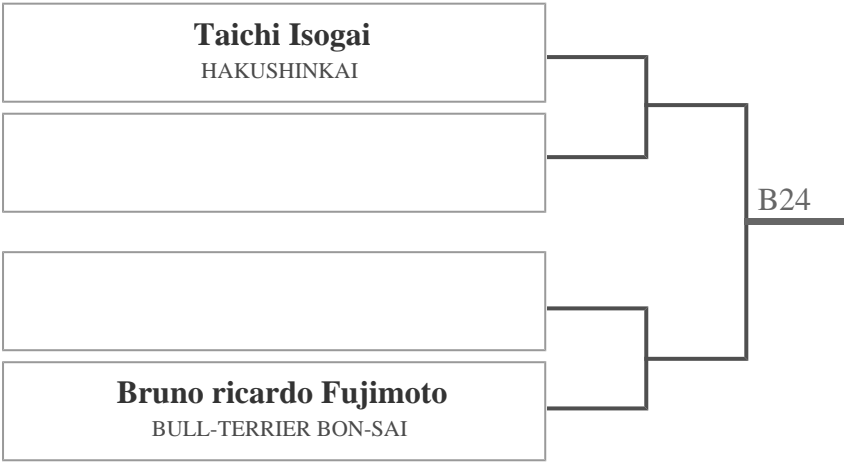 Taichi Isogai
HAKUSHINKAI
B24
Bruno ricardo Fujimoto
BULL-TERRIER BON-SAI